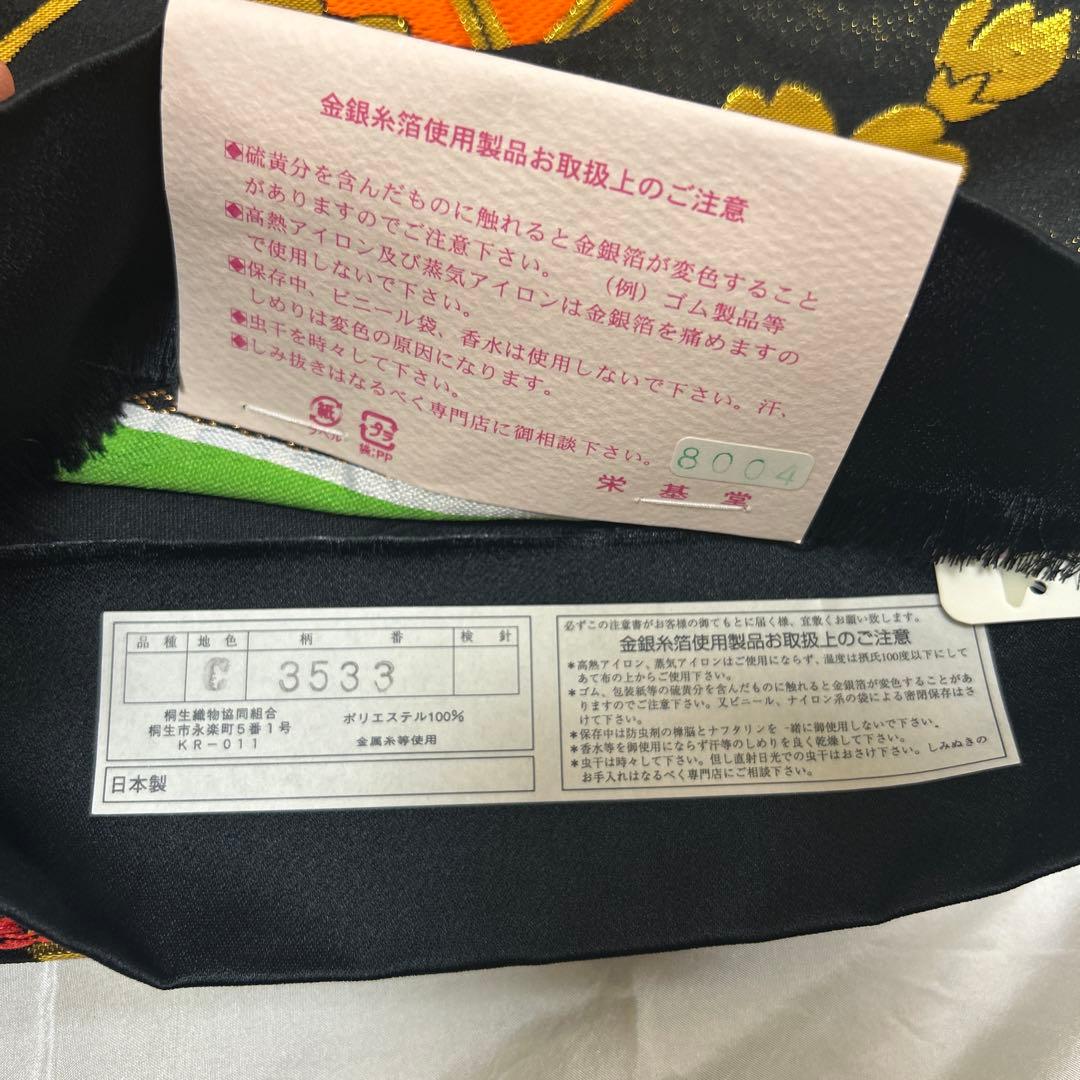 金銀糸箔使用製品お取扱上のご注意
◆硫黄分を含んだものに触れると金銀箔が変色すること
がありますのでご注意下さい。 (例) ゴム製品等
◆高熱アイロン及び蒸気アイロンは金銀箔を痛めますの
で使用しないで下さい。
◆保存中、ビニール袋、香水は使用しないで下さい。汗、
しめりは変色の原因になります。
◆虫干を時々して下さい。
◆しみ抜きはなるべく専門店に御相談下さい。
紙
ラベル
プラ
袋:PP
8004
栄基堂
品種 地色 柄番 検針
C 3533
桐生織物協同組合
桐生市永楽町5番1号
KR-011
ポリエステル100%
金属糸等使用
日本製
必ずこの注意書がお客様の御てもとに届く様、宜敷くお願い致します。
金銀糸箔使用製品お取扱上のご注意
*高熱アイロン、蒸気アイロンはご使用にならず、温度は摂氏100度以下にして
あて布の上からご使用下さい。
*ゴム、包装紙等の硫黄分を含んだものに触れると金銀箔が変色することがあ
りますのでご注意下さい。又ビニール、ナイロン系の袋による密閉保存はさ
けて下さい。
*保存中は防虫剤の樟脳とナフタリンを一緒に御使用しないで下さい。
*香水等を御使用にならず汗等のしめりを良く乾燥して下さい。
*虫干は時々して下さい。但し直射日光での虫干はおさけ下さい。しみぬきの
お手入れはなるべく専門店にご相談下さい。